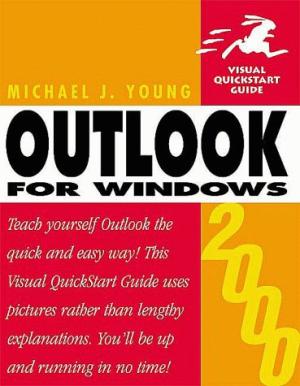 VISUAL
QUICKSTART
GUIDE
MICHAEL J. YOUNG
OUTLOOK
FOR WINDOWS
2000
Teach yourself Outlook the
quick and easy way! This
Visual QuickStart Guide uses
pictures rather than lengthy
explanations. You'll be up
and running in no time!